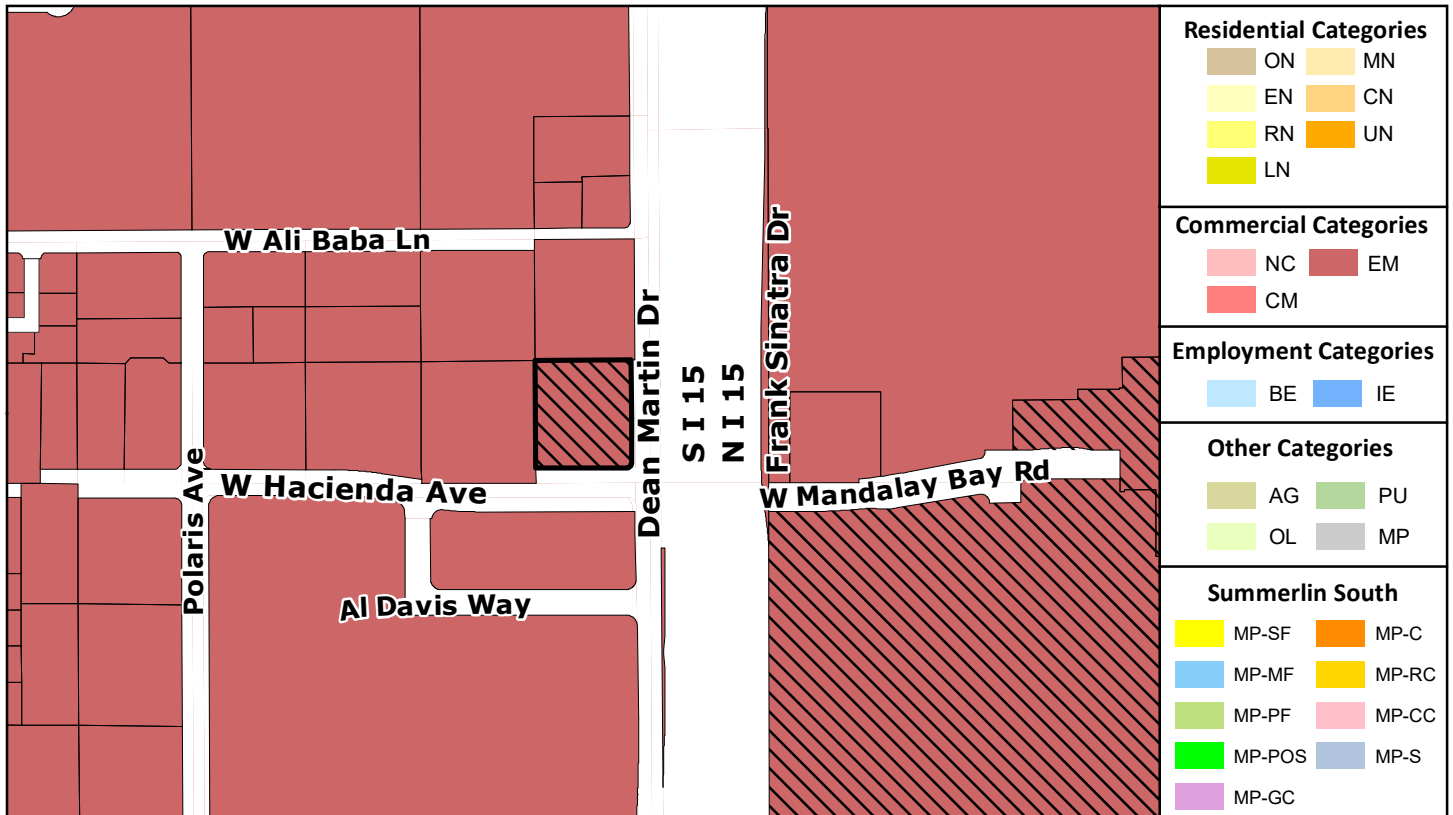 W Ali Baba Ln
Dean Martin Dr
S I 15
N I 15
Frank Sinatra Dr
Polaris Ave
W Hacienda Ave
W Mandalay Bay Rd
Al Davis Way
Residential Categories
ON MN
EN CN
RN UN
LN
Commercial Categories
NC EM
CM
Employment Categories
BE IE
Other Categories
AG PU
OL MP
Summerlin South
MP-SF MP-C
MP-MF MP-RC
MP-PF MP-CC
MP-POS MP-S
MP-GC